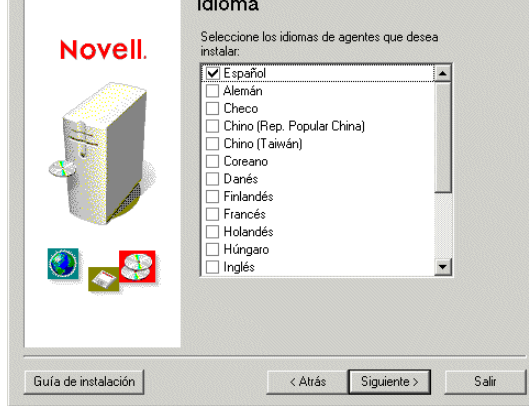 Idioma
Novell.
Seleccione los idiomas de agentes que desea
instalar:
Español
Alemán
Checo
Chino (Rep. Popular China)
Chino (Taiwán)
Coreano
Danés
Finlandés
Francés
Holandés
Húngaro
Inglés
Guía de instalación
< Atrás
Siguiente >
Salir